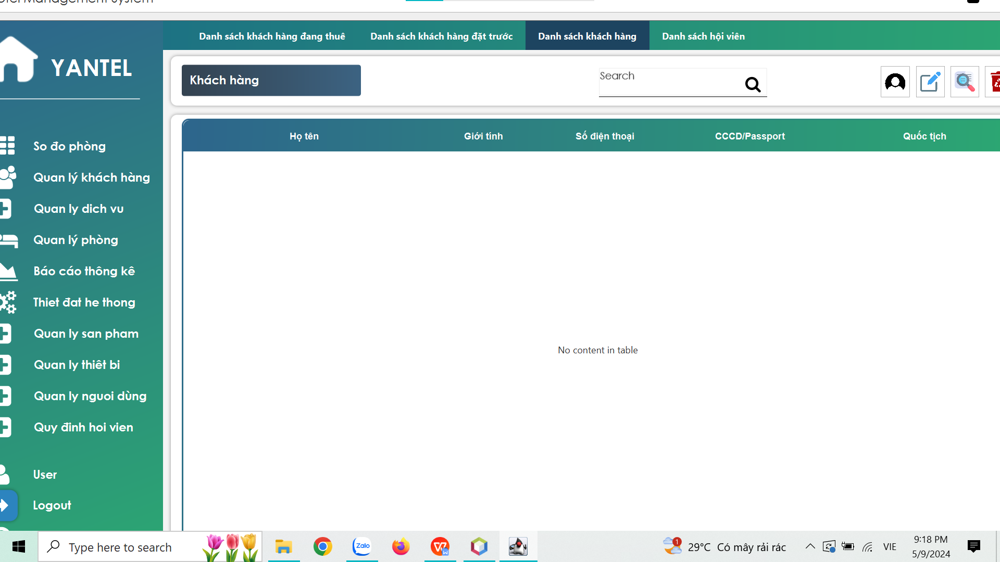 Management System
YANTEL
So đo phòng
Quan lý khách hàng
Quan ly dich vu
Quan lý phòng
Báo cáo thông kê
Thiet đat he thong
Quan ly san pham
Quan ly thiêt bi
Quan ly nguoi dùng
Quy đinh hoi vien
User
Logout
Danh sách khách hàng đang thuê
Danh sách khách hàng đặt trước
Danh sách khách hàng
Danh sách hội viên
Khách hàng
Search
Họ tên
Giới tính
Số điện thoại
CCCD/Passport
Quốc tịch
No content in table
Type here to search
Zalo
W
W
1
29°C Có mây rải rác
VIE
9:18 PM
5/9/2024